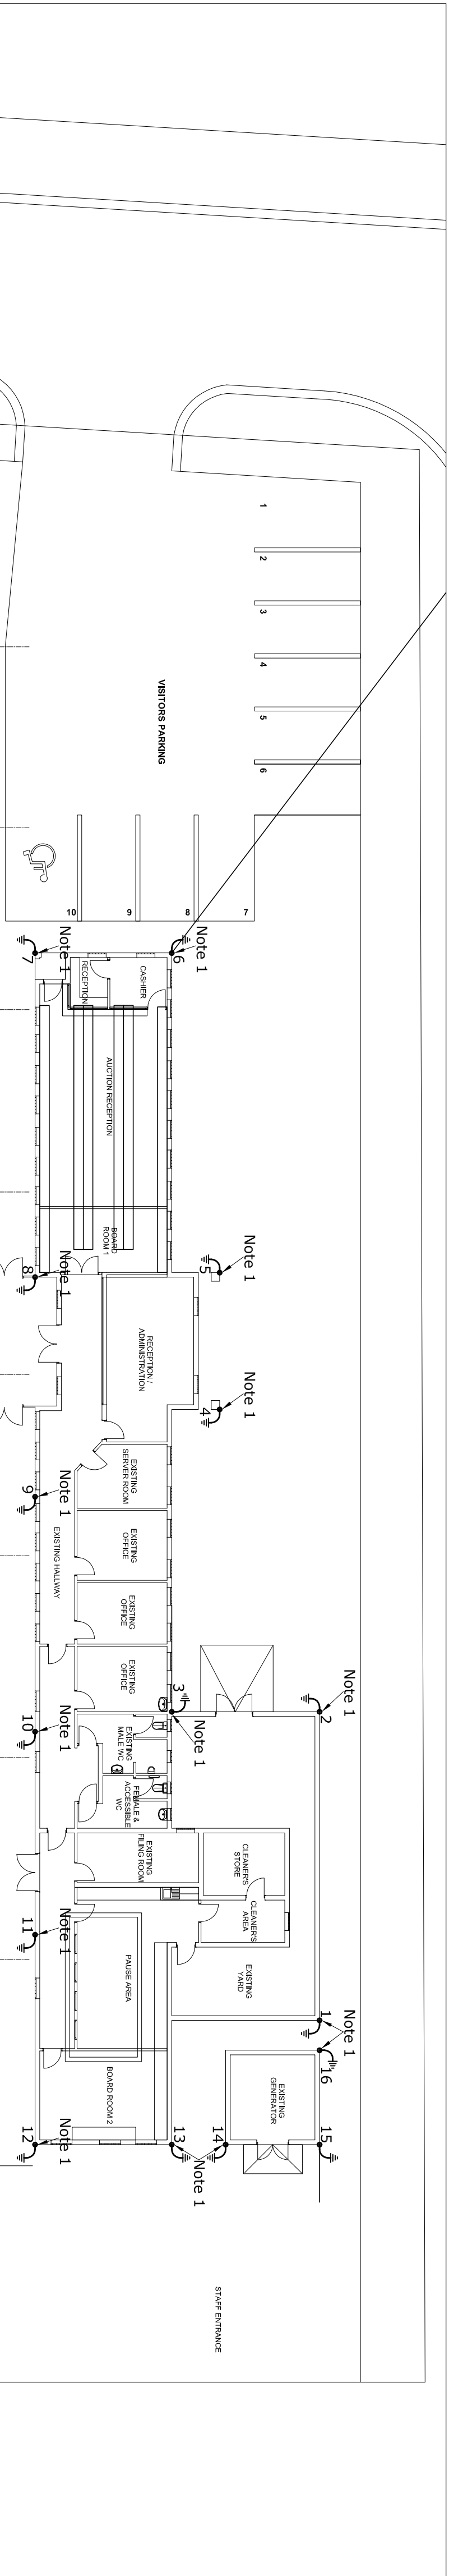 1
2
3
4
5
6
VISITORS PARKING
10
9
8
7
Note 1
7
Note 1
6
RECEPTION
CASHIER
AUCTION RECEPTION
BOARD
ROOM 1
Note 1
8
Note 1
5
RECEPTION /
ADMINISTRATION
Note 1
4
EXISTING
SERVER ROOM
Note 1
9
EXISTING HALLWAY
EXISTING
OFFICE
EXISTING
OFFICE
EXISTING
OFFICE
3
Note 1
Note 1
2
10
Note 1
EXISTING
MALE WC
FEMALE &
ACCESSIBLE
WC
EXISTING
FILING ROOM
CLEANER'S
STORE
CLEANER'S
AREA
11
Note 1
PAUSE AREA
EXISTING
YARD
1
Note 1
16
EXISTING
GENERATOR
BOARD ROOM 2
12
Note 1
13
14
Note 1
15
STAFF ENTRANCE